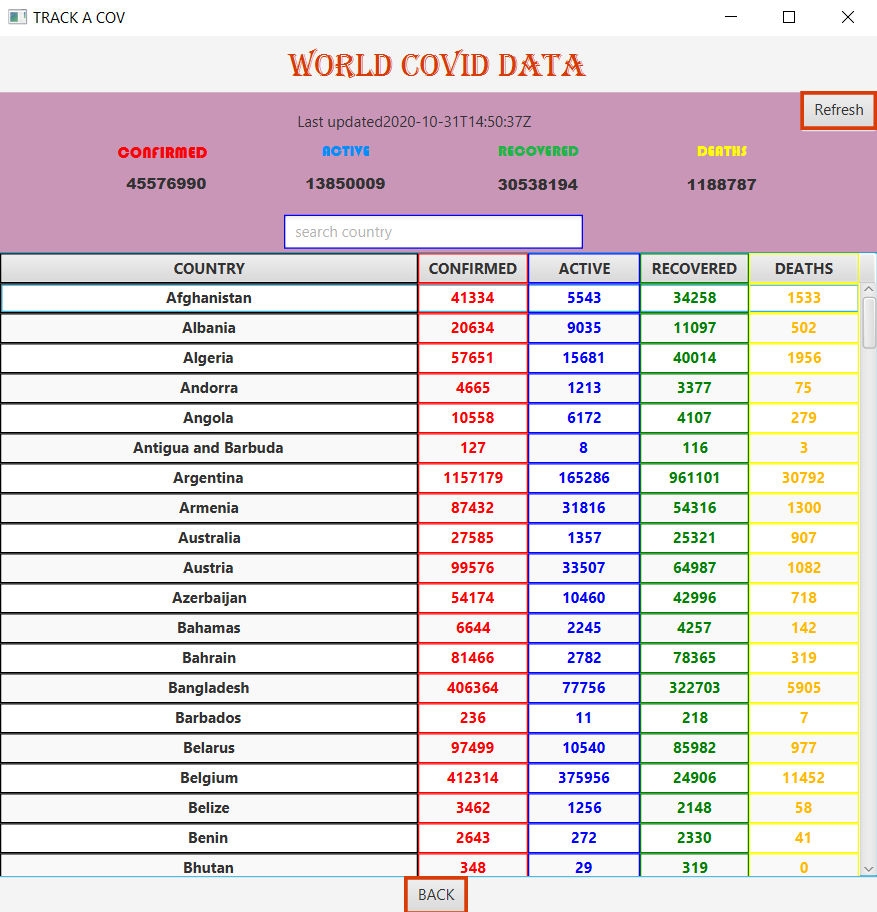 TRACK A COV
WORLD COVID DATA
Refresh
Last updated2020-10-31T14:50:37Z
CONFIRMED ACTIVE RECOVERED DEATHS
45576990 13850009 30538194 1188787
search country
COUNTRY CONFIRMED ACTIVE RECOVERED DEATHS
Afghanistan 41334 5543 34258 1533
Albania 20634 9035 11097 502
Algeria 57651 15681 40014 1956
Andorra 4665 1213 3377 75
Angola 10558 6172 4107 279
Antigua and Barbuda 127 8 116 3
Argentina 1157179 165286 961101 30792
Armenia 87432 31816 54316 1300
Australia 27585 1357 25321 907
Austria 99576 33507 64987 1082
Azerbaijan 54174 10460 42996 718
Bahamas 6644 2245 4257 142
Bahrain 81466 2782 78365 319
Bangladesh 406364 77756 322703 5905
Barbados 236 11 218 7
Belarus 97499 10540 85982 977
Belgium 412314 375956 24906 11452
Belize 3462 1256 2148 58
Benin 2643 272 2330 41
Bhutan 348 29 319 0
BACK